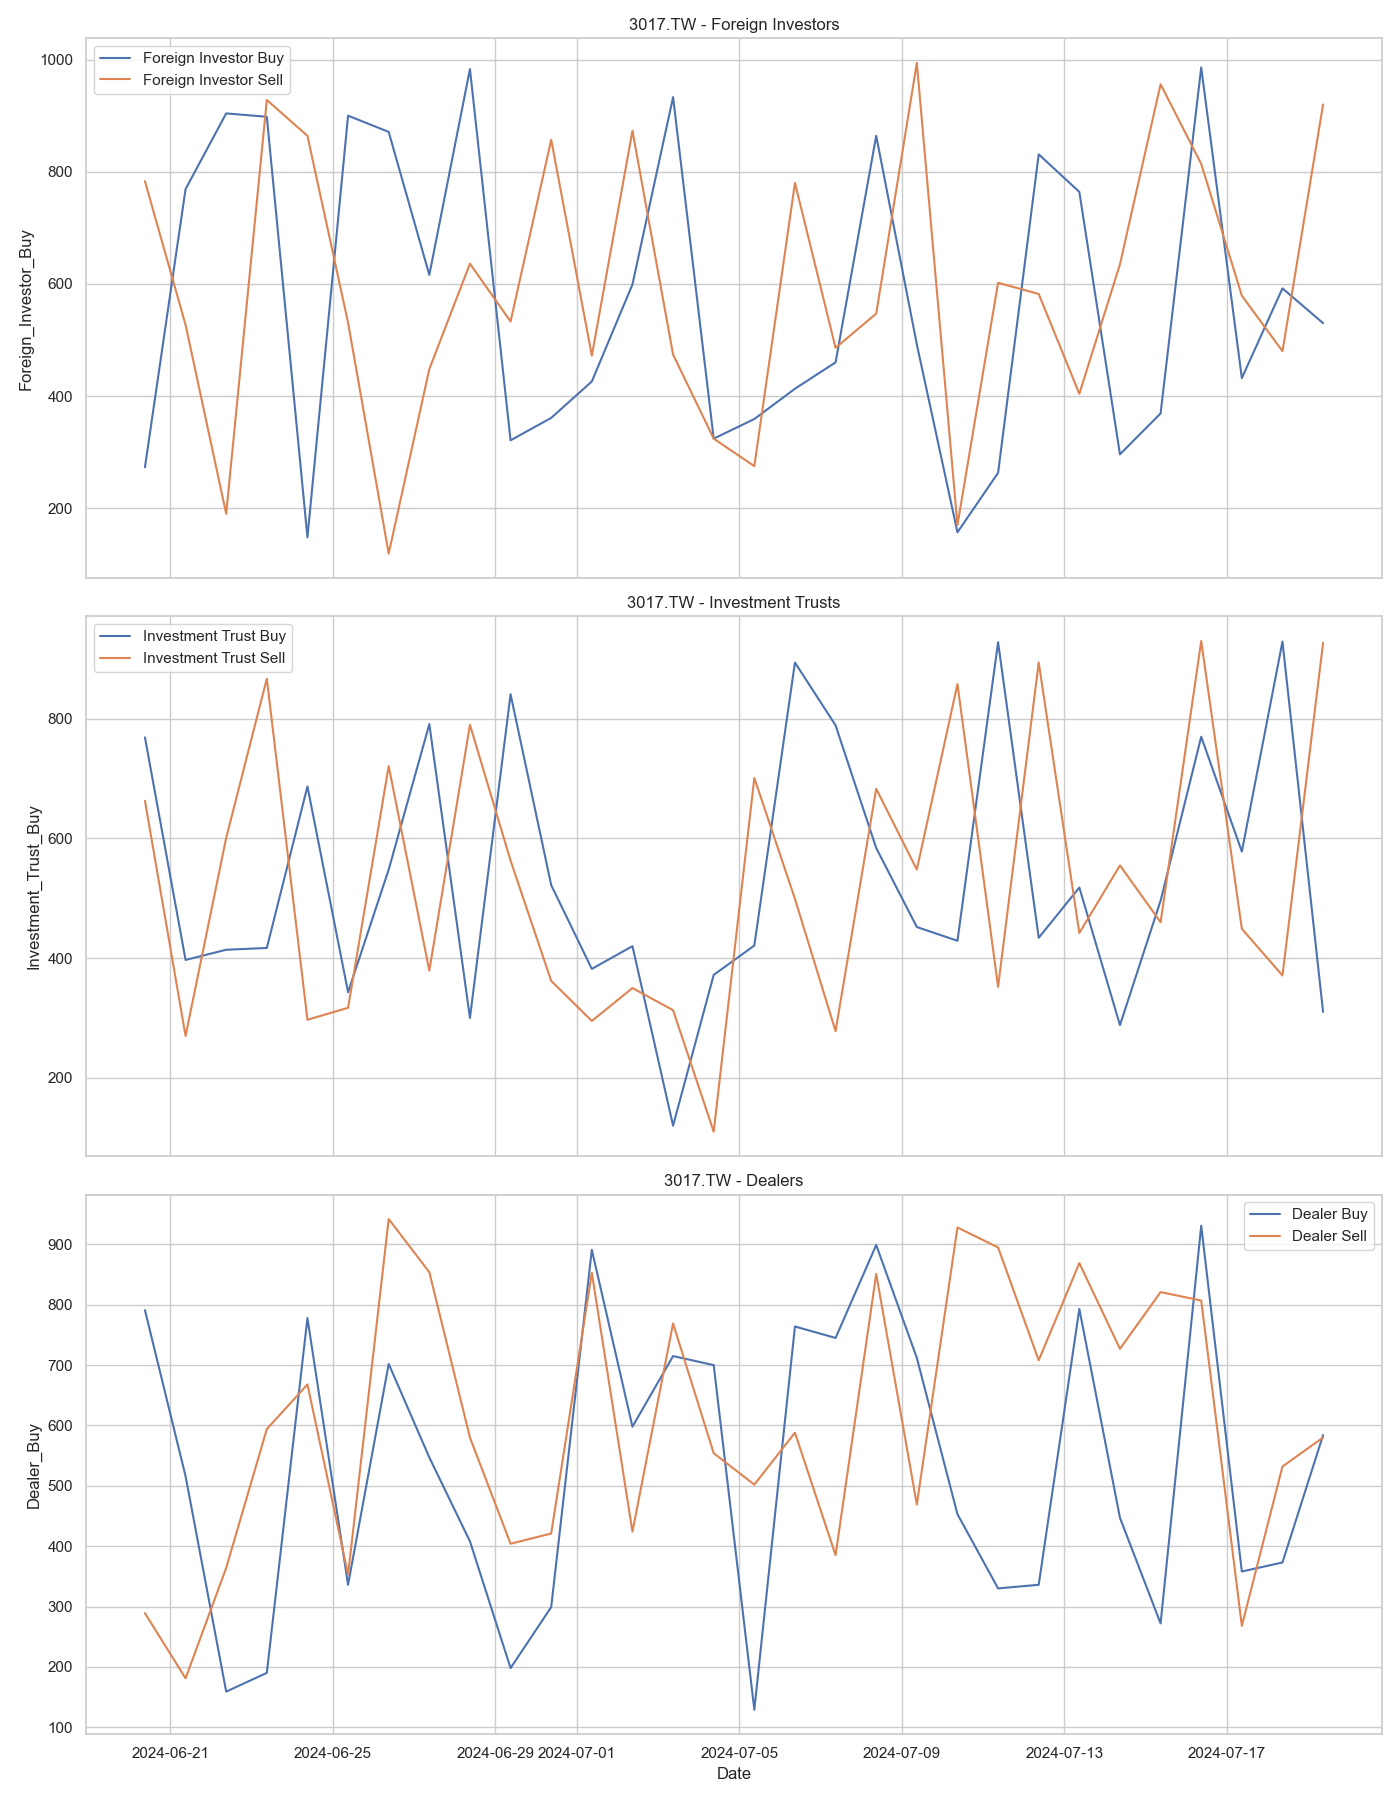 3017.TW - Foreign Investors
Foreign Investor Buy
Foreign Investor Sell
1000
800
600
400
200
Foreign_Investor_Buy
3017.TW - Investment Trusts
Investment Trust Buy
Investment Trust Sell
800
600
400
200
Investment_Trust_Buy
3017.TW - Dealers
Dealer Buy
Dealer Sell
900
800
700
600
500
400
300
200
100
Dealer_Buy
2024-06-21 2024-06-25 2024-06-29 2024-07-01 2024-07-05 2024-07-09 2024-07-13 2024-07-17
Date